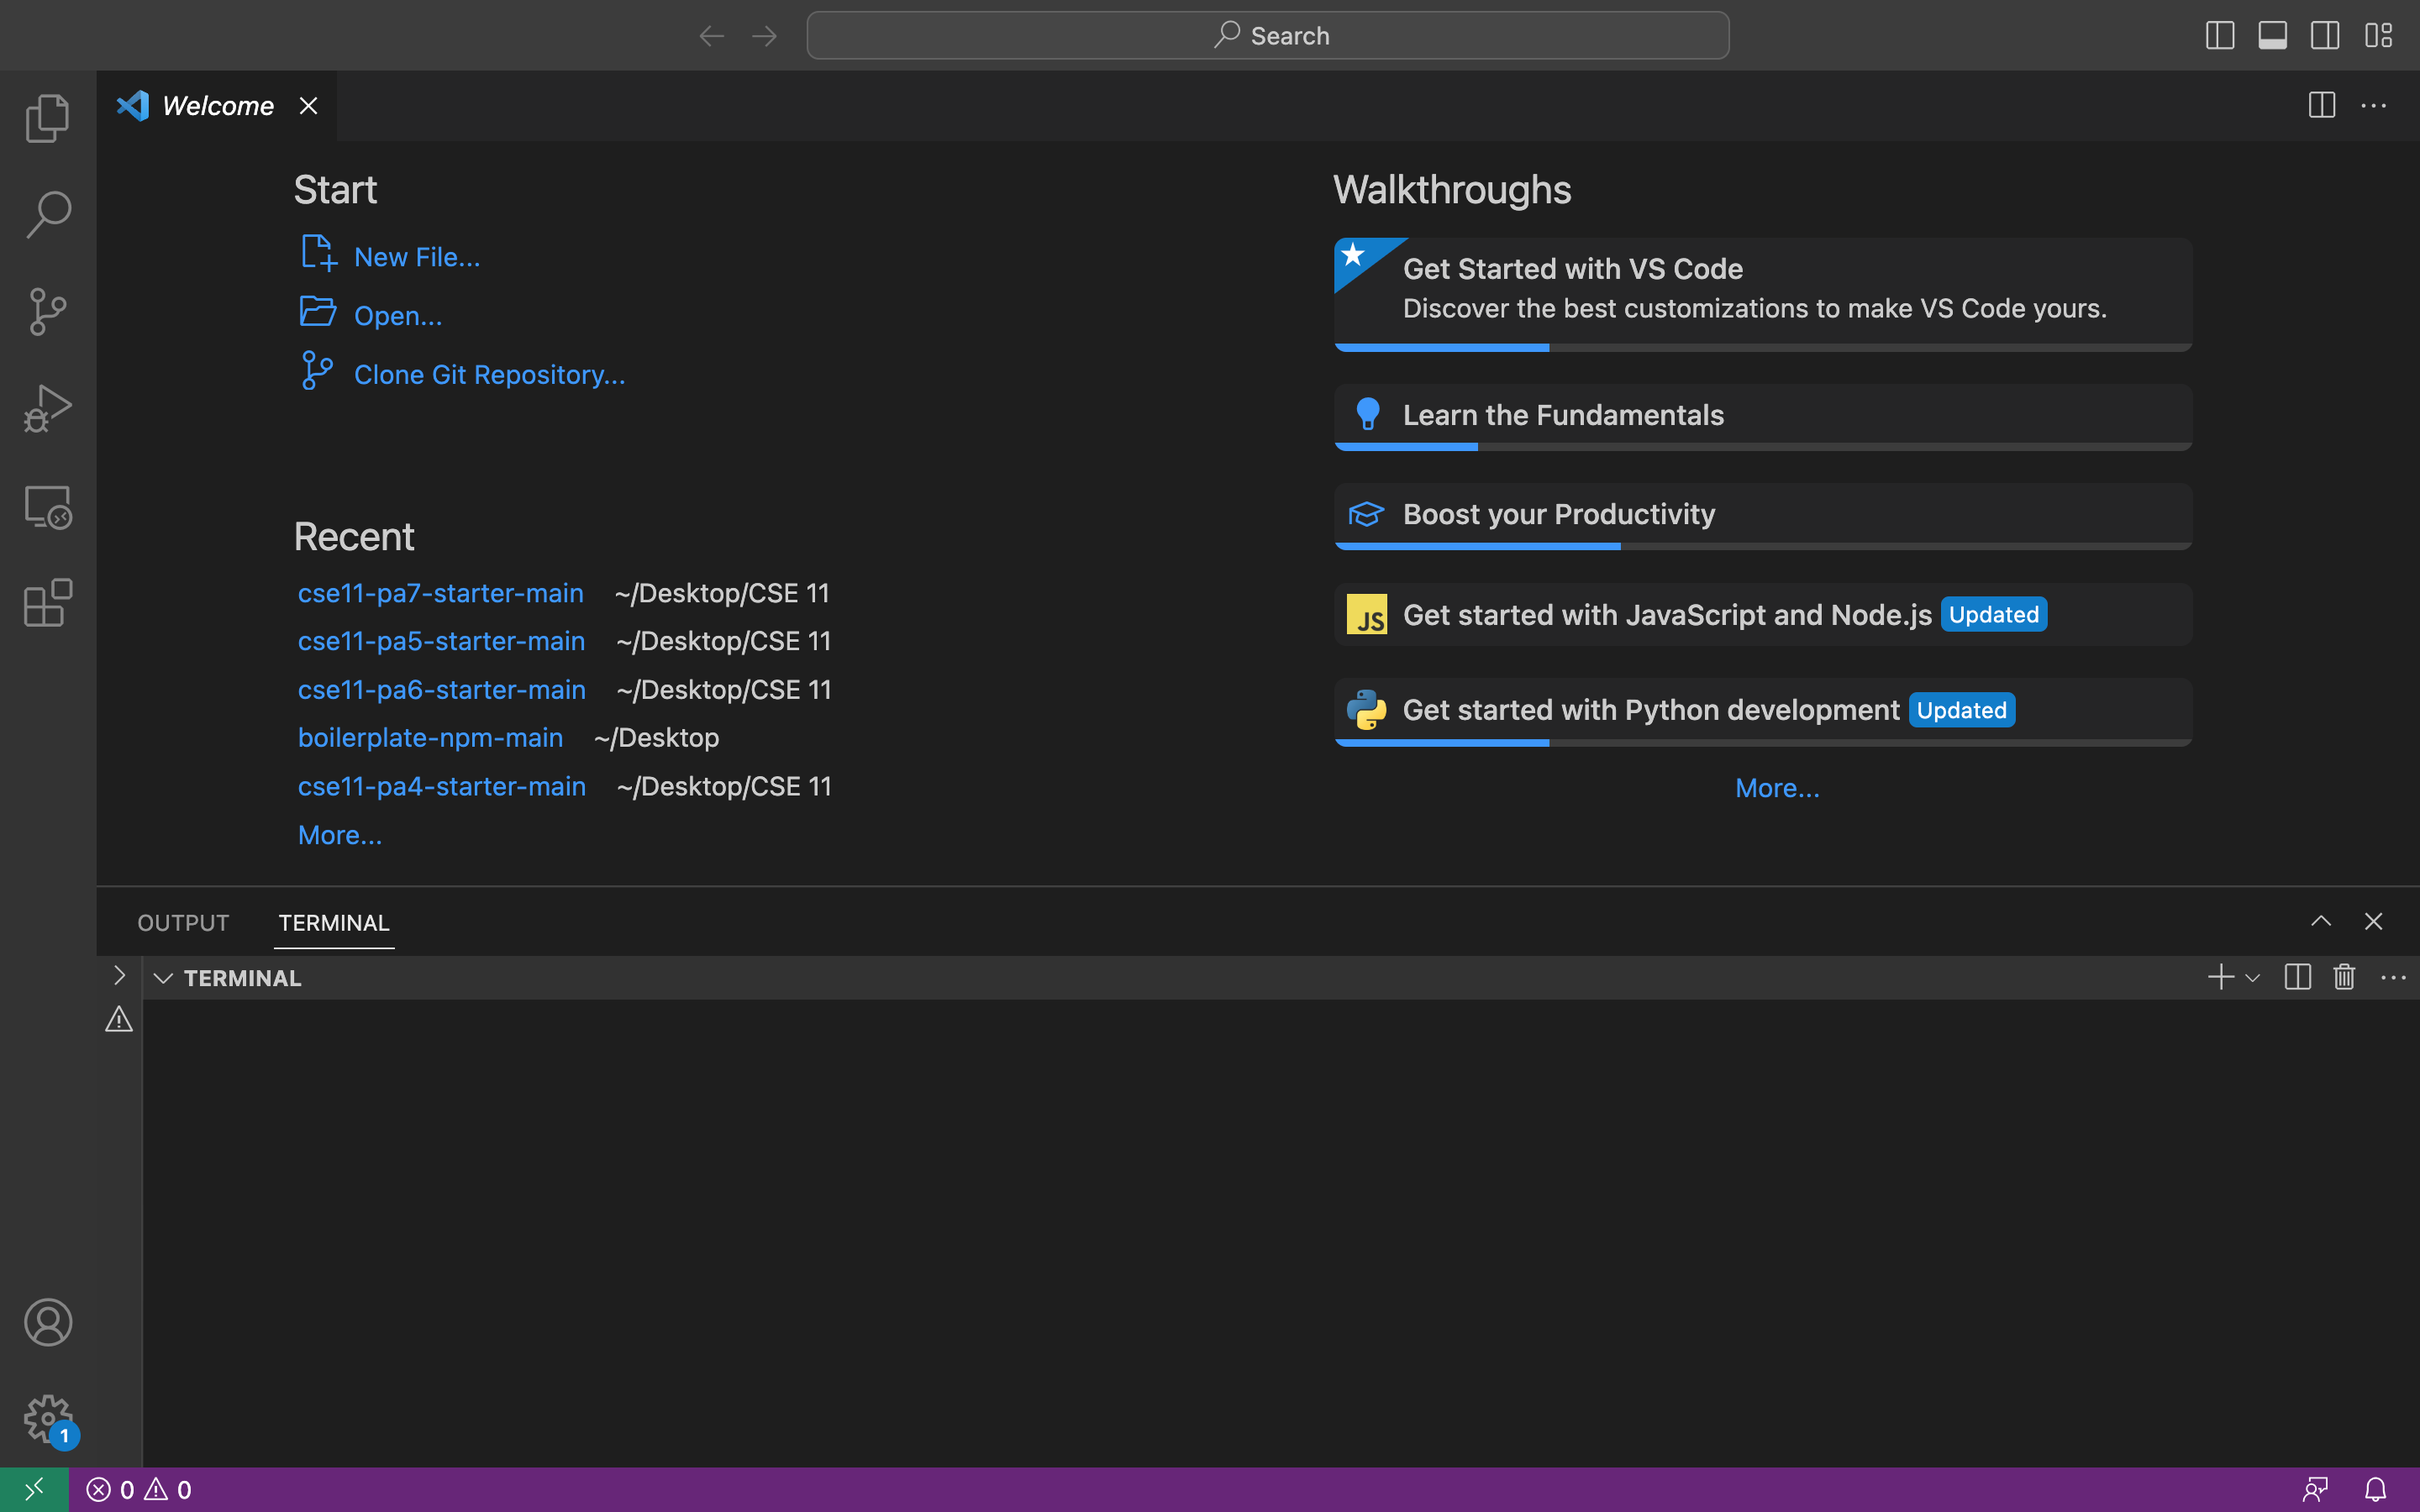 Search
Welcome
Start
New File...
Open...
Clone Git Repository...
Recent
cse11-pa7-starter-main ~/Desktop/CSE 11
cse11-pa5-starter-main ~/Desktop/CSE 11
cse11-pa6-starter-main ~/Desktop/CSE 11
boilerplate-npm-main ~/Desktop
cse11-pa4-starter-main ~/Desktop/CSE 11
More...
Walkthroughs
Get Started with VS Code
Discover the best customizations to make VS Code yours.
Learn the Fundamentals
Boost your Productivity
JS Get started with JavaScript and Node.js Updated
Get started with Python development Updated
More...
OUTPUT TERMINAL
TERMINAL
1
0 0